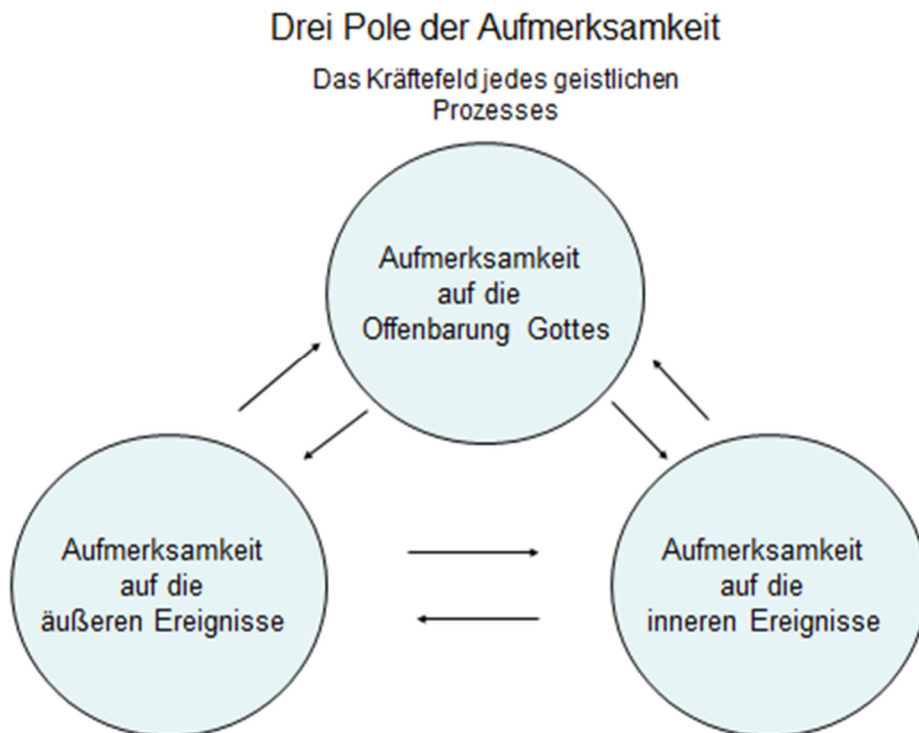 Drei Pole der Aufmerksamkeit
Das Kräftefeld jedes geistlichen
Prozesses
Aufmerksamkeit
auf die
Offenbarung Gottes
Aufmerksamkeit
auf die
äußeren Ereignisse
Aufmerksamkeit
auf die
inneren Ereignisse